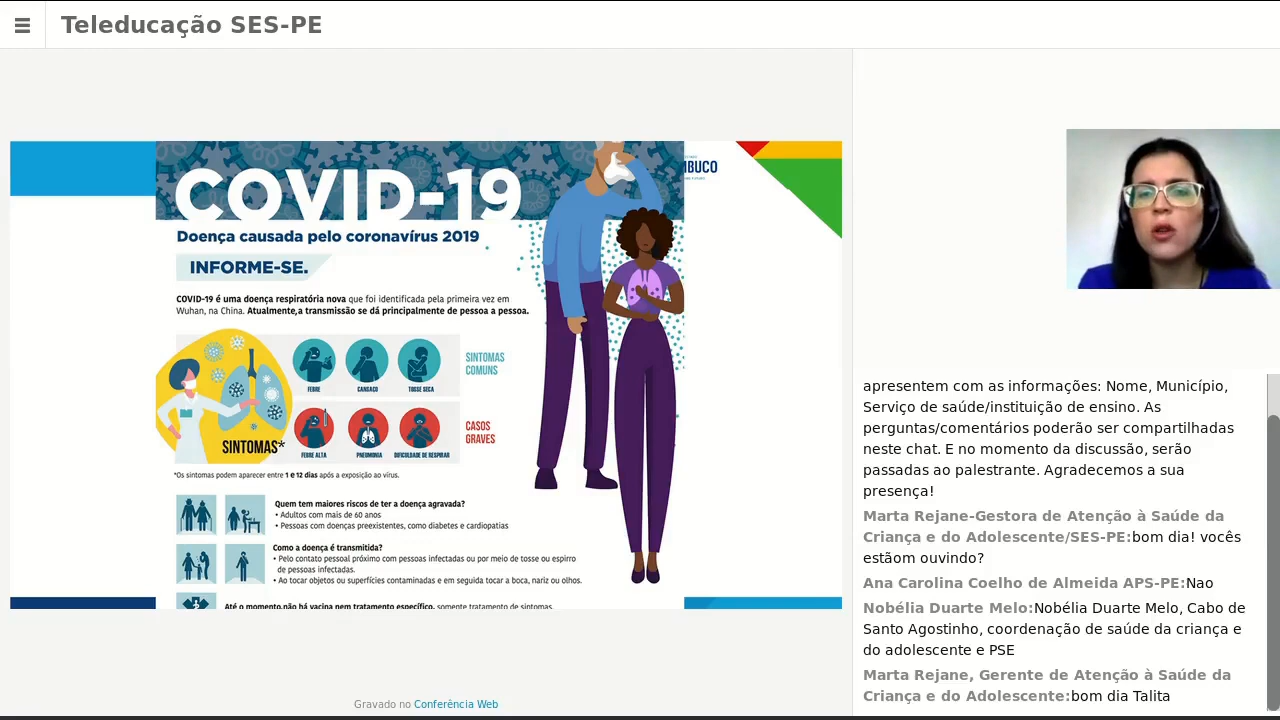 Teleducação SES-PE
MBUCO
COVID-19
Doença causada pelo coronavírus 2019
INFORME-SE.
COVID-19 é uma doença respiratória nova que foi identificada pela primeira vez em
Wuhan, na China. Atualmente,a transmissão se dá principalmente de pessoa a pessoa.
FEBRE
CANSAÇO
TOSSE SECA
SINTOMAS
COMUNS
FEBRE ALTA
PNEUMONIA
DIFICULDADE DE RESPIRAR
CASOS
GRAVES
SINTOMAS*
*Os sintomas podem aparecer entre 1 e 12 dias após a exposição ao vírus.
Quem tem maiores riscos de ter a doença agravada?
• Adultos com mais de 60 anos
• Pessoas com doenças preexistentes, como diabetes e cardiopatias
Como a doença é transmitida?
• Pelo contato pessoal próximo com pessoas infectadas ou por meio de tosse ou espirro
de pessoas infectadas.
• Ao tocar objetos ou superfícies contaminadas e em seguida tocar a boca, nariz ou olhos.
Até o momento,não há vacina nem tratamento específico, somente tratamento de sintomas.
Gravado no Conferência Web
apresentem com as informações: Nome, Município,
Serviço de saúde/instituição de ensino. As
perguntas/comentários poderão ser compartilhadas
neste chat. E no momento da discussão, serão
passadas ao palestrante. Agradecemos a sua
presença!
Marta Rejane-Gestora de Atenção à Saúde da
Criança e do Adolescente/SES-PE:bom dia! vocês
estãom ouvindo?
Ana Carolina Coelho de Almeida APS-PE:Nao
Nobélia Duarte Melo:Nobélia Duarte Melo, Cabo de
Santo Agostinho, coordenação de saúde da criança e
do adolescente e PSE
Marta Rejane, Gerente de Atenção à Saúde da
Criança e do Adolescente:bom dia Talita